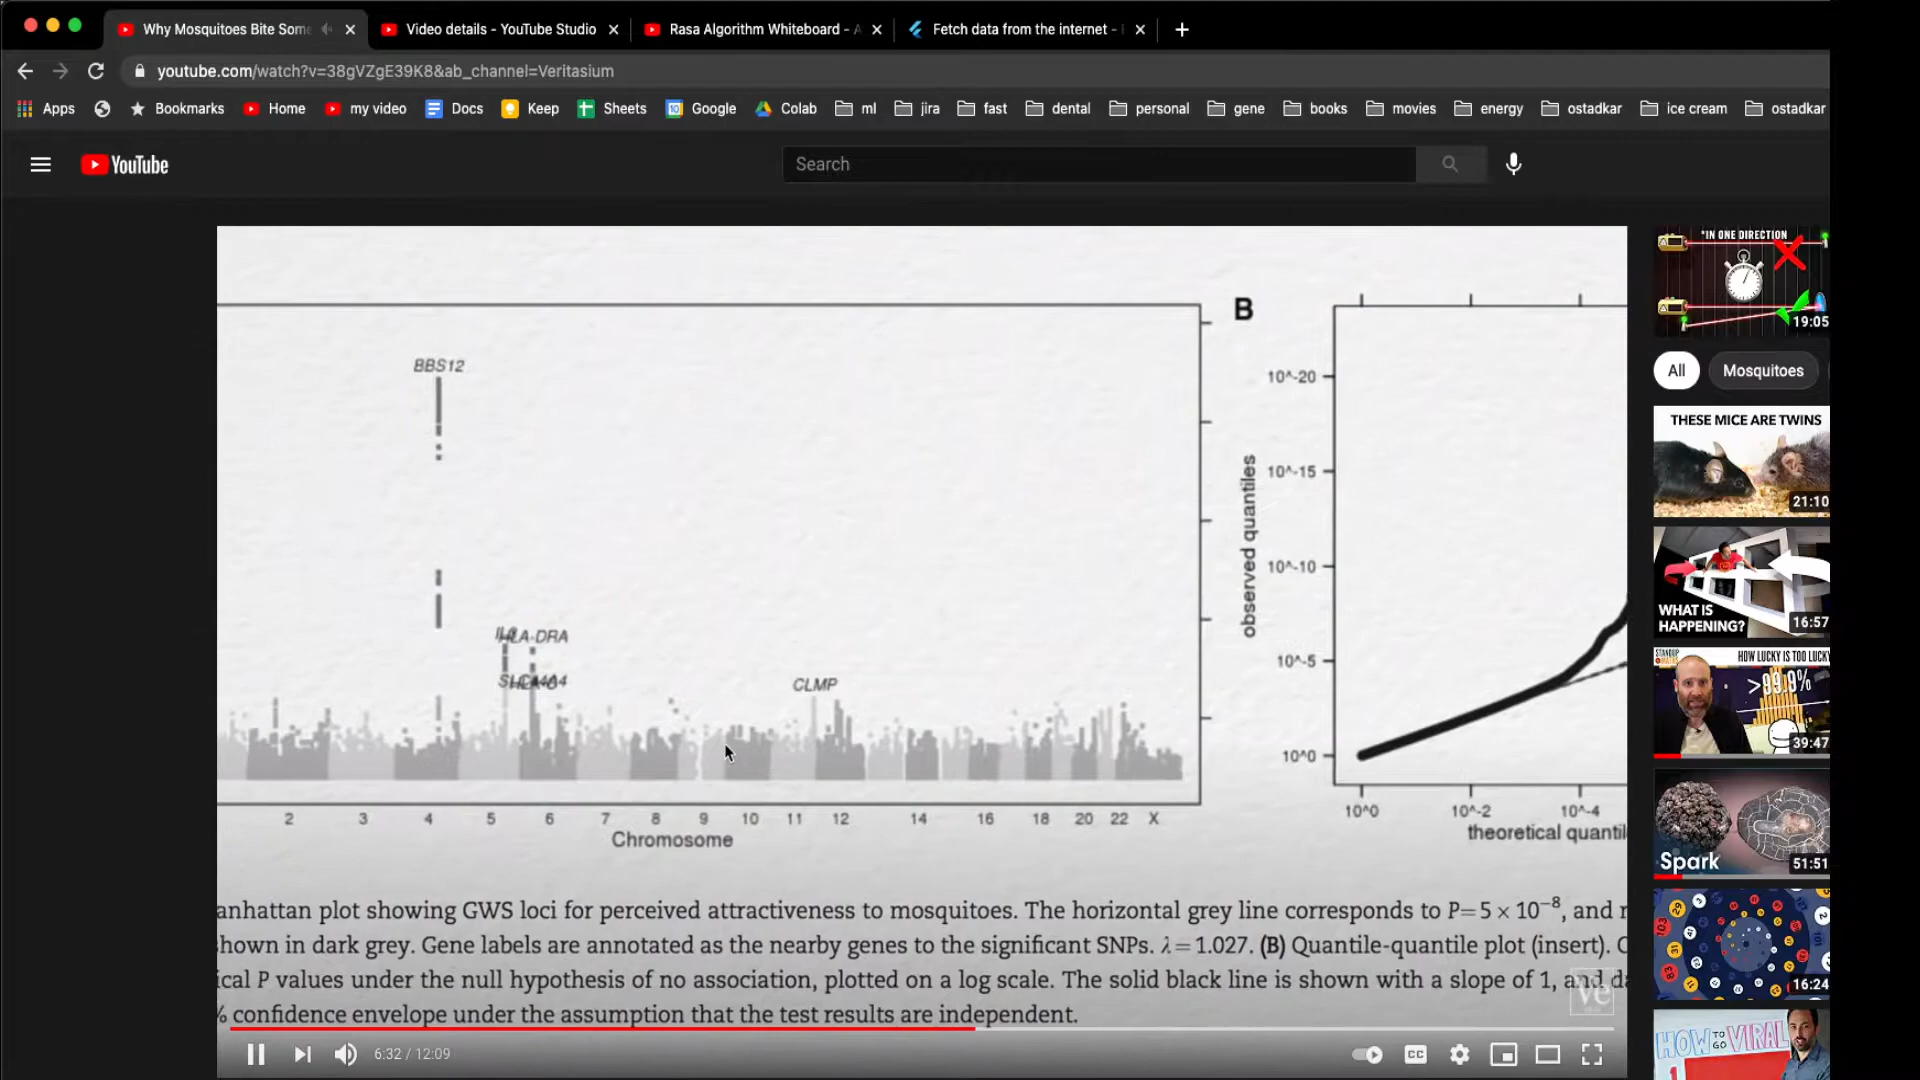 Why Mosquitoes Bite Som
Video details - YouTube Studio
Rasa Algorithm Whiteboard - A
Fetch data from the internet -
youtube.com/watch?v=38gVZgE39K8&ab_channel=Veritasium
Apps
Bookmarks
Home
my video
Docs
Keep
Sheets
Google
Colab
ml
jira
fast
dental
personal
gene
books
movies
energy
ostadkar
ice cream
ostadkar
YouTube
Search
B
BBS12
HLA-DRA
CLMP
observed quantiles
10^-20
10^-15
10^-10
10^-5
10^0
2 3 4 5 6 7 8 9 10 11 12 14 16 18 20 22 X
Chromosome
10^0 10^-2 10^-4
theoretical quantil
anhattan plot showing GWS loci for perceived attractiveness to mosquitoes. The horizontal grey line corresponds to P=5×10⁻⁸, and r
hown in dark grey. Gene labels are annotated as the nearby genes to the significant SNPs. λ=1.027. (B) Quantile-quantile plot (insert). C
ical P values under the null hypothesis of no association, plotted on a log scale. The solid black line is shown with a slope of 1, and da
% confidence envelope under the assumption that the test results are independent.
Ve
6:32 / 12:09
CC
*IN ONE DIRECTION
19:05
All
Mosquitoes
THESE MICE ARE TWINS
21:10
WHAT IS
HAPPENING?
16:57
STANDUP
MATHS
HOW LUCKY IS TOO LUCKY
>99.9%
39:47
Spark
51:51
16:24
HOW TO
GO VIRAL